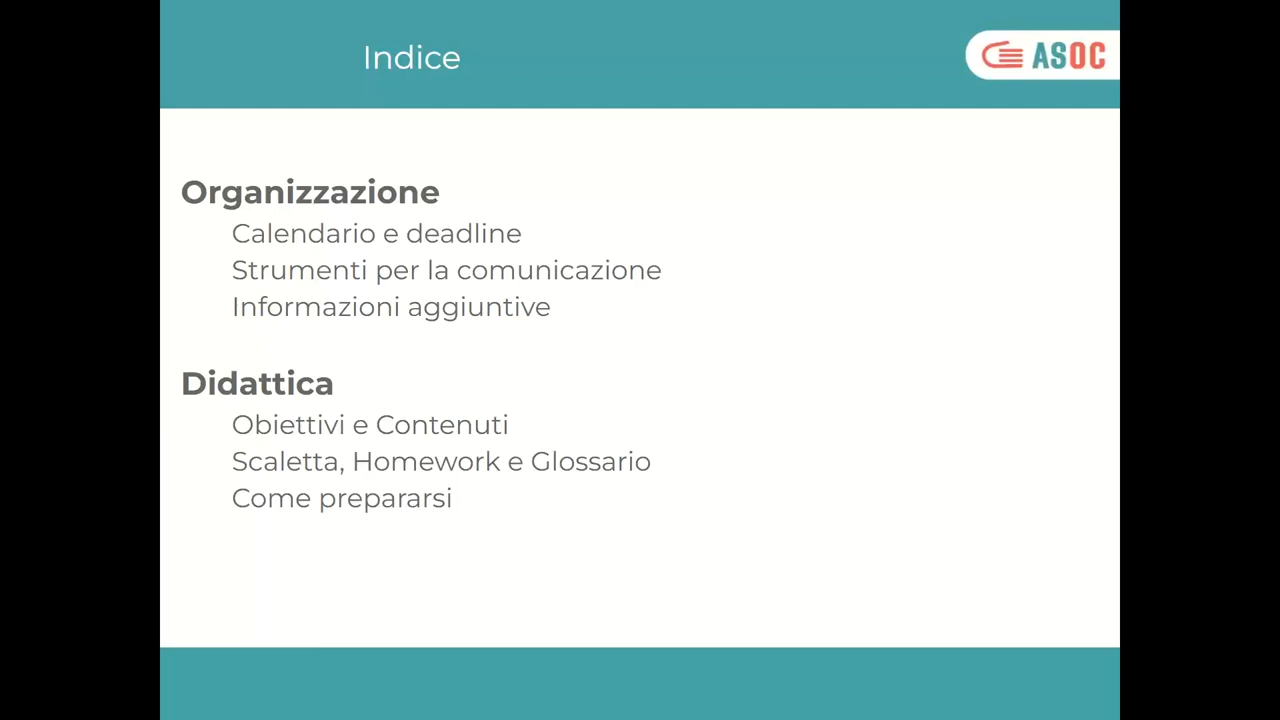 Indice
ASOC
Organizzazione
Calendario e deadline
Strumenti per la comunicazione
Informazioni aggiuntive
Didattica
Obiettivi e Contenuti
Scaletta, Homework e Glossario
Come prepararsi